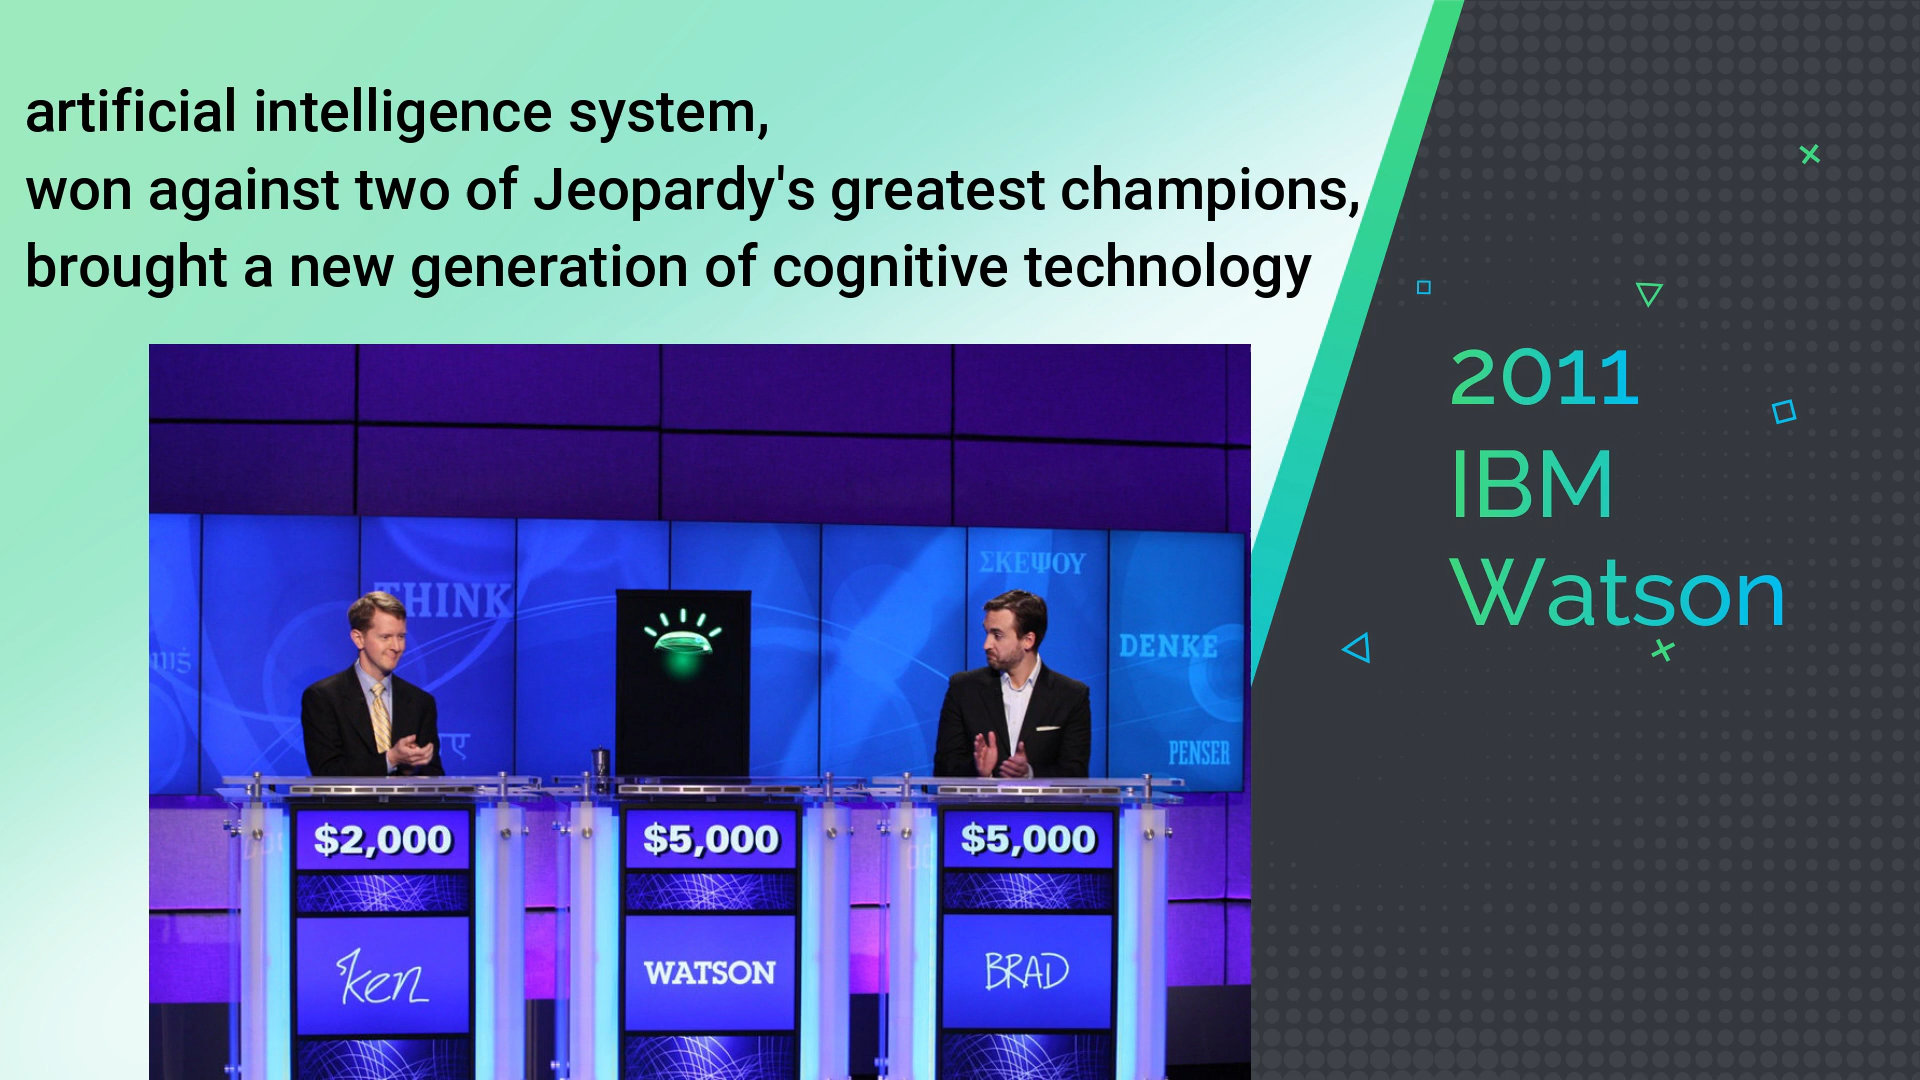 artificial intelligence system,
won against two of Jeopardy's greatest champions,
brought a new generation of cognitive technology
2011
IBM
Watson
THINK
ΣΚΕΨΟΥ
DENKE
PENSER
$2,000
$5,000
$5,000
ken
WATSON
BRAD